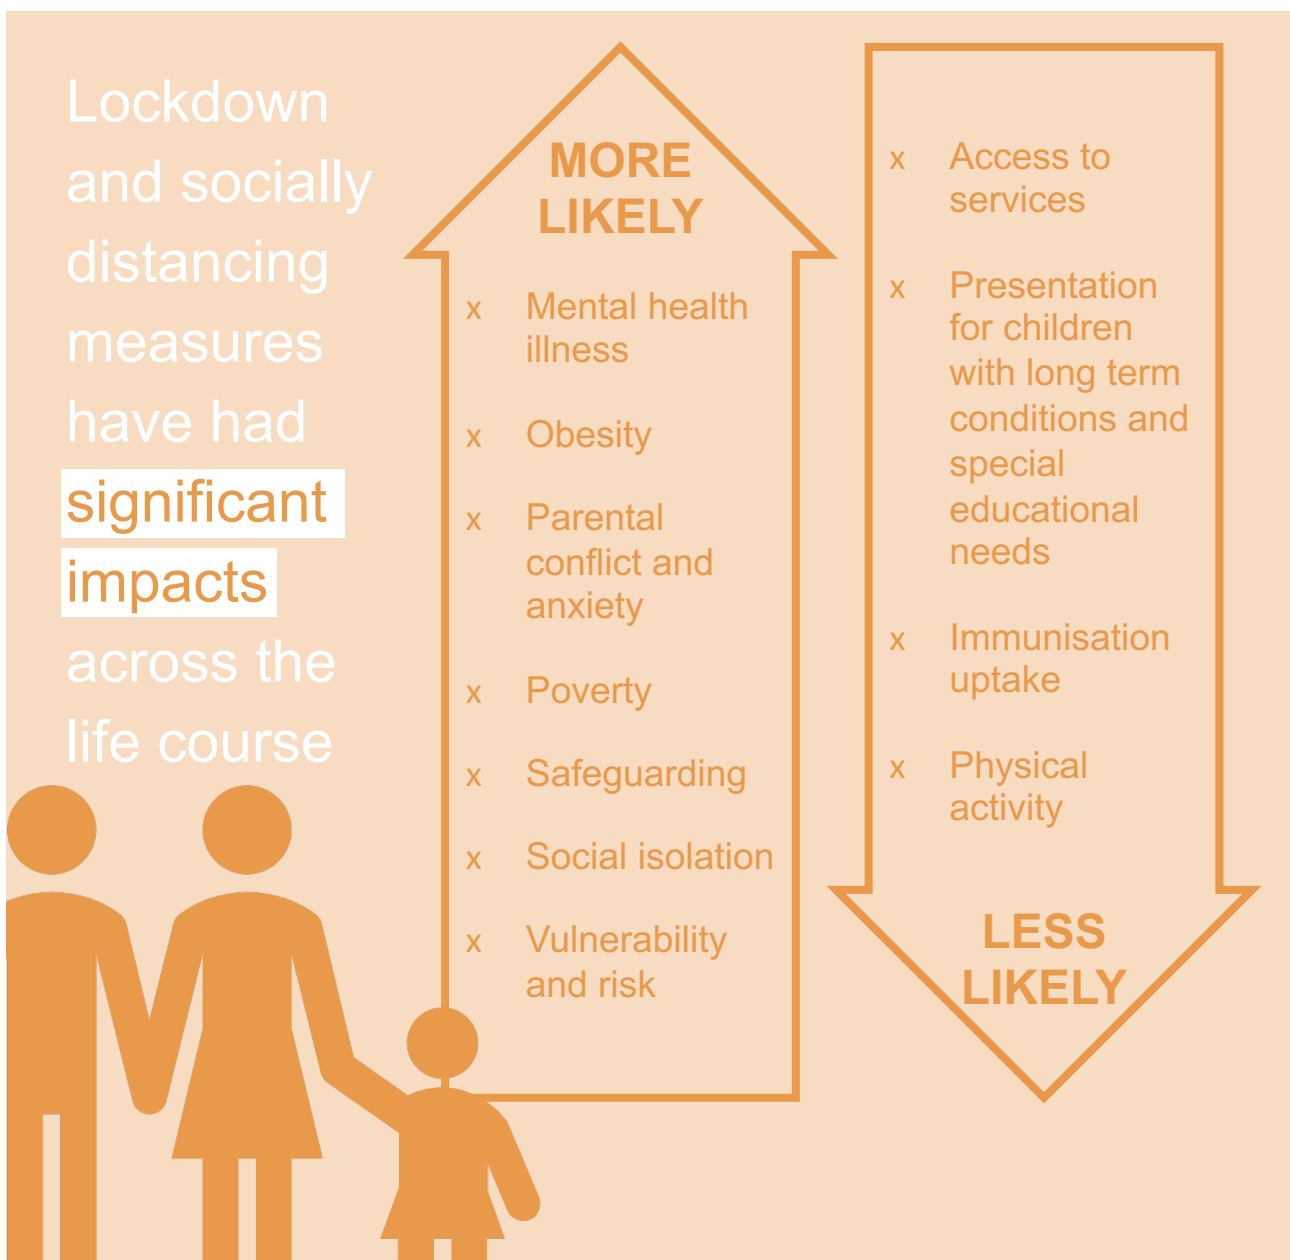 Lockdown
and socially
distancing
measures
have had
significant
impacts
across the
life course
MORE
LIKELY
x Mental health
illness
x Obesity
x Parental
conflict and
anxiety
x Poverty
x Safeguarding
x Social isolation
x Vulnerability
and risk
x Access to
services
x Presentation
for children
with long term
conditions and
special
educational
needs
x Immunisation
uptake
x Physical
activity
LESS
LIKELY